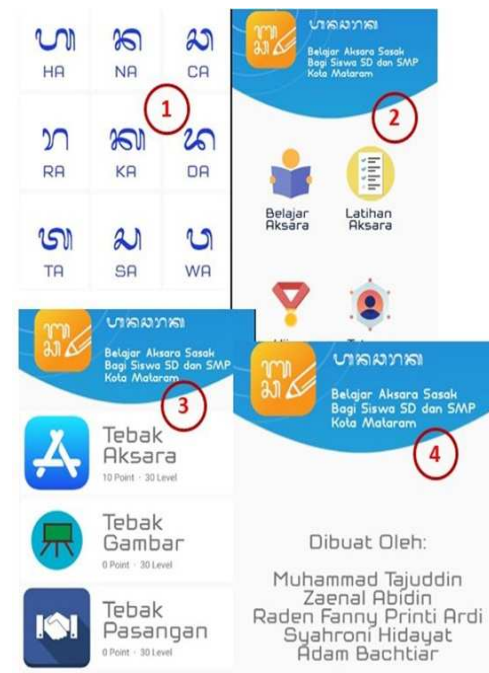 ᬳ ᬦ ᬘ
HA NA CA
1
ᬭ ᬓ ᬤ
RA KA DA
ᬢ ᬲ ᬯ
TA SA WA
Belajar Aksara Sasak
Bagi Siswa SD dan SMP
Kota Mataram
2
Belajar
Aksara
Latihan
Aksara
Belajar Aksara Sasak
Bagi Siswa SD dan SMP
Kota Mataram
3
Tebak
Aksara
10 Point · 30 Level
Tebak
Gambar
0 Point · 30 Level
Tebak
Pasangan
0 Point · 30 Level
Belajar Aksara Sasak
Bagi Siswa SD dan SMP
Kota Mataram
4
Dibuat Oleh:
Muhammad Tajuddin
Zaenal Abidin
Raden Fanny Printi Ardi
Syahroni Hidayat
Adam Bachtiar